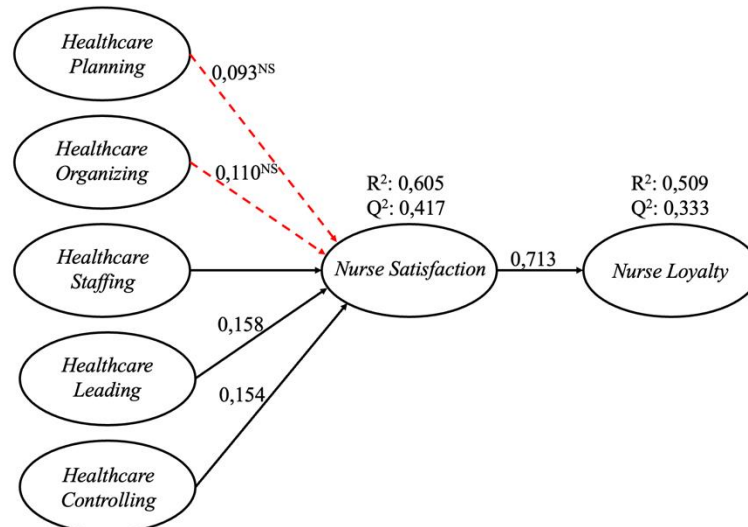 Healthcare
Planning
0,093NS
Healthcare
Organizing
0,110NS
R2: 0,605
Q2: 0,417
R2: 0,509
Q2: 0,333
Healthcare
Staffing
Nurse Satisfaction
0,713
Nurse Loyalty
Healthcare
Leading
0,158
0,154
Healthcare
Controlling